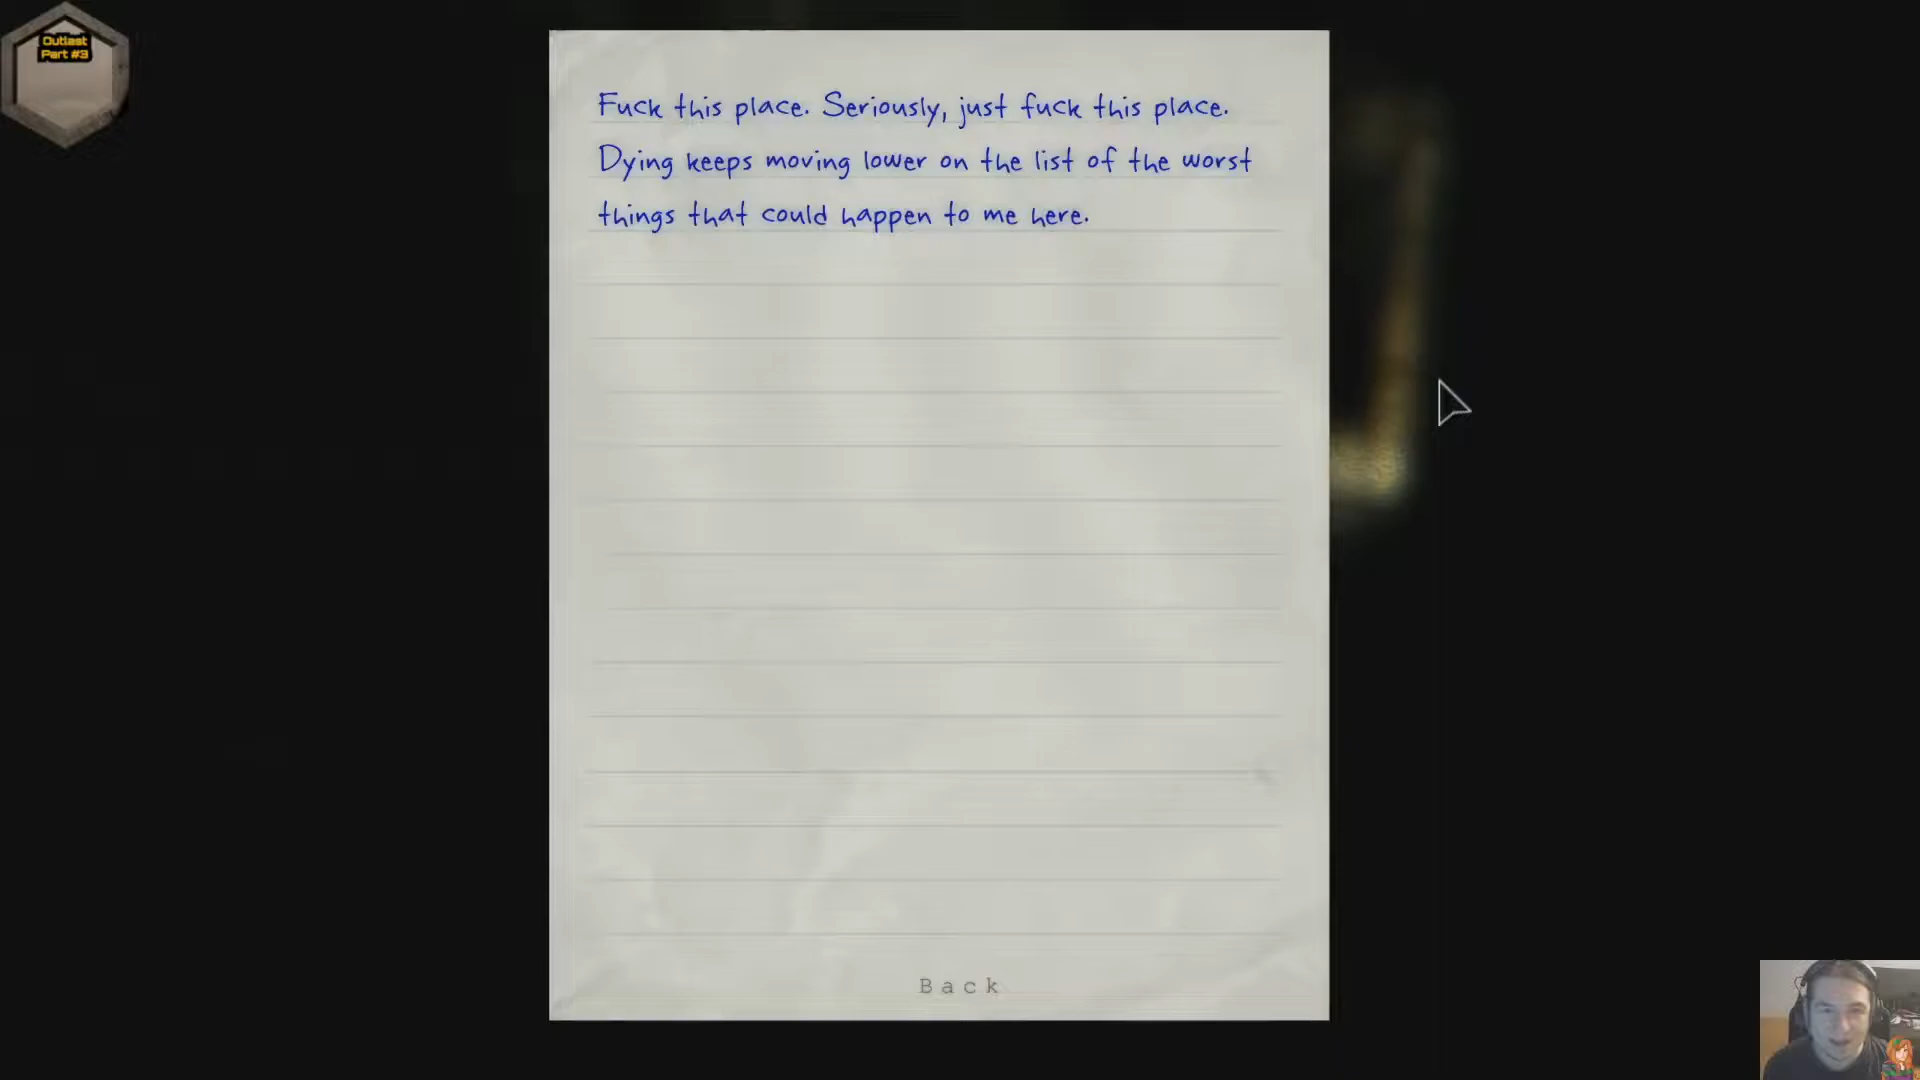 Outlast
Part #3
Fuck this place. Seriously, just fuck this place.
Dying keeps moving lower on the list of the worst
things that could happen to me here.
Back